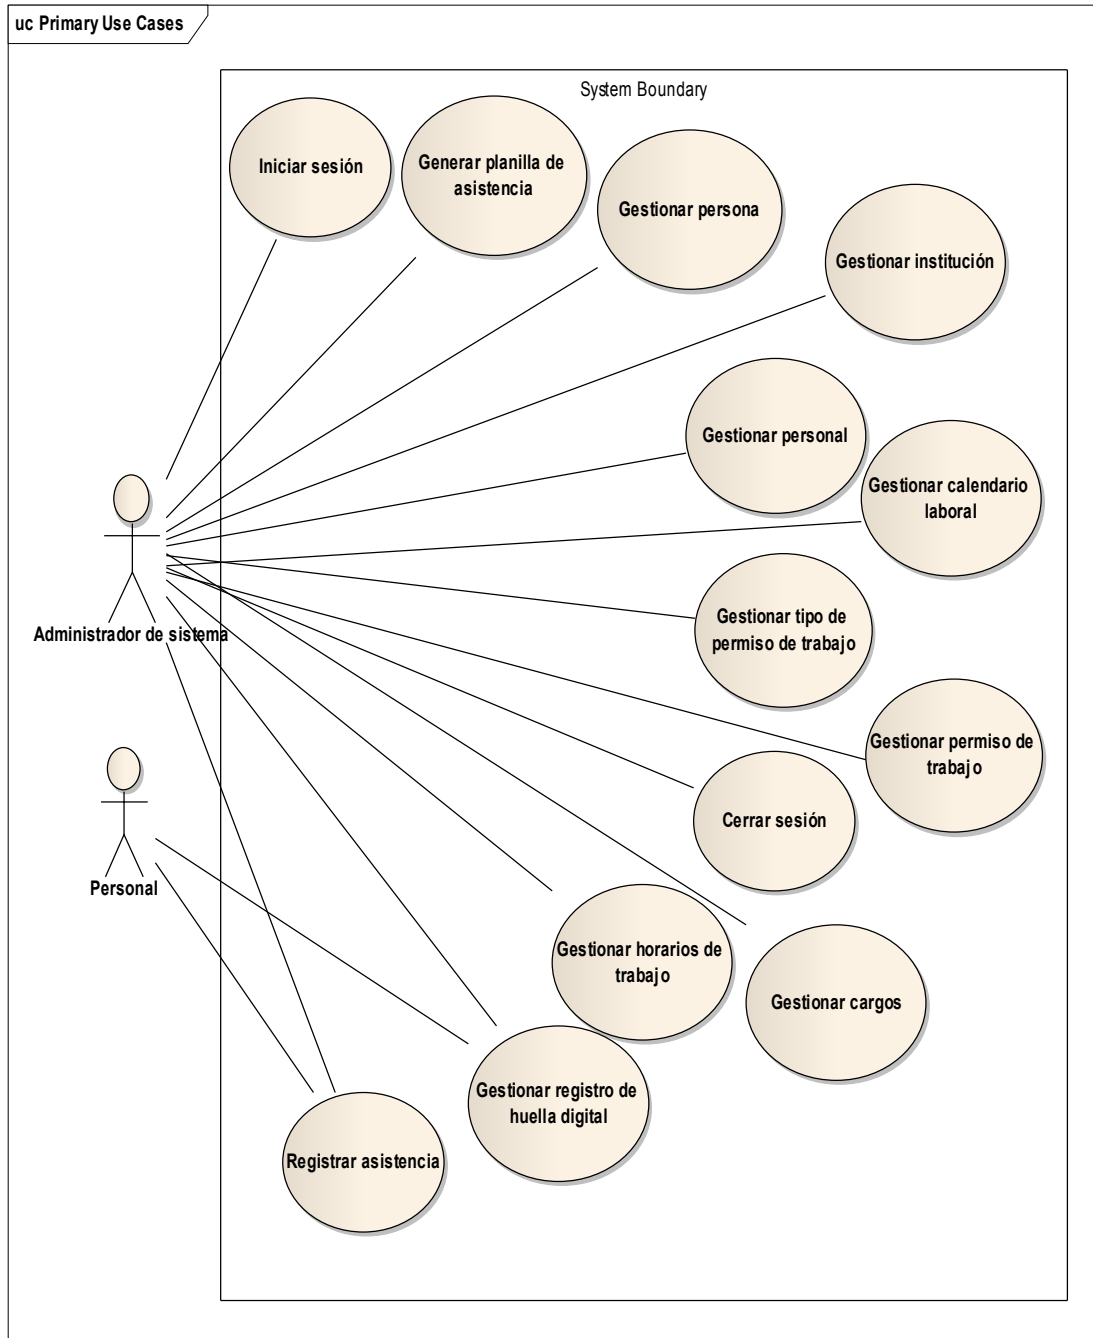 uc Primary Use Cases
System Boundary
Iniciar sesión
Generar planilla de
asistencia
Gestionar persona
Gestionar institución
Gestionar personal
Gestionar calendario
laboral
Gestionar tipo de
permiso de trabajo
Administrador de sistema
Gestionar permiso de
trabajo
Cerrar sesión
Personal
Gestionar horarios de
trabajo
Gestionar cargos
Gestionar registro de
huella digital
Registrar asistencia